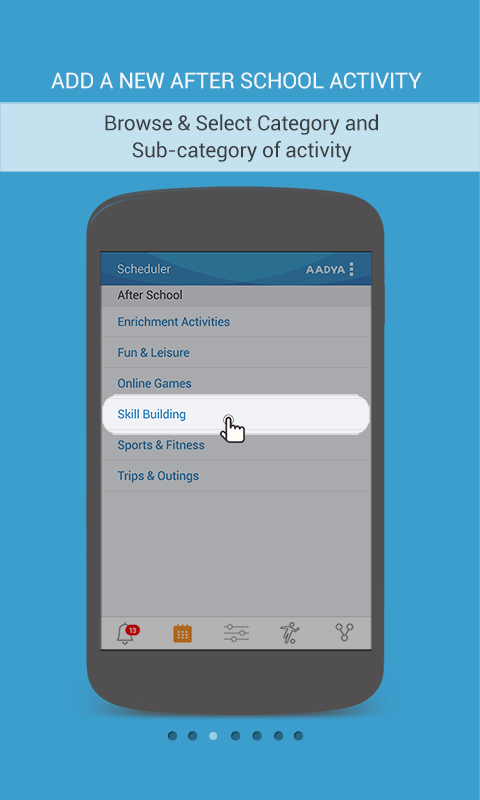 ADD A NEW AFTER SCHOOL ACTIVITY
Browse & Select Category and
Sub-category of activity
Scheduler AADYA
After School
Enrichment Activities
Fun & Leisure
Online Games
Skill Building
Sports & Fitness
Trips & Outings
13